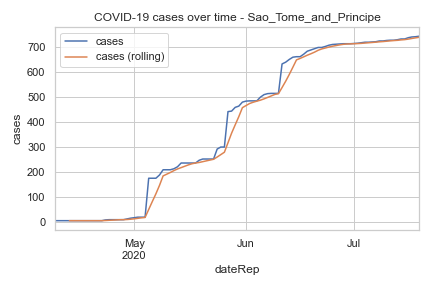 COVID-19 cases over time - Sao_Tome_and_Principe
cases
cases (rolling)
700
600
500
400
300
200
100
0
cases
May
2020
Jun
Jul
dateRep